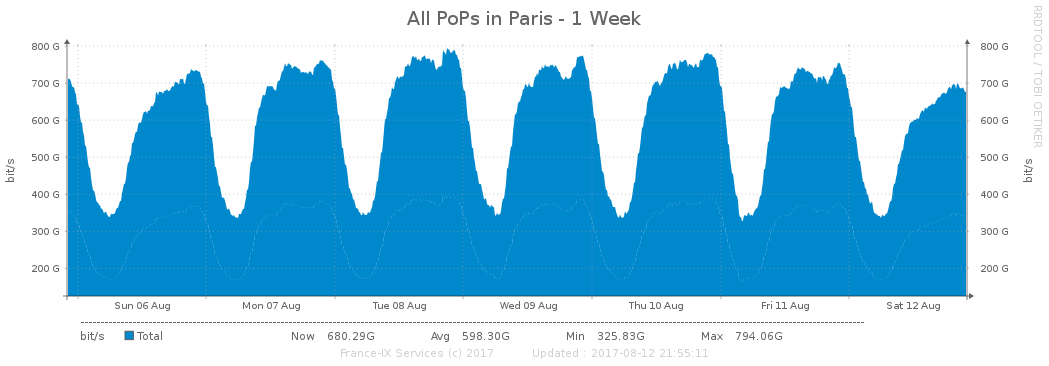 All PoPs in Paris - 1 Week
RRDTOOL / TOBI OETIKER
800 G 800 G
700 G 700 G
600 G 600 G
500 G 500 G
400 G 400 G
300 G 300 G
200 G 200 G
bit/s bit/s
Sun 06 Aug Mon 07 Aug Tue 08 Aug Wed 09 Aug Thu 10 Aug Fri 11 Aug Sat 12 Aug
bit/s Total Now 680.29G Avg 598.30G Min 325.83G Max 794.06G
France-IX Services (c) 2017 Updated : 2017-08-12 21:55:11